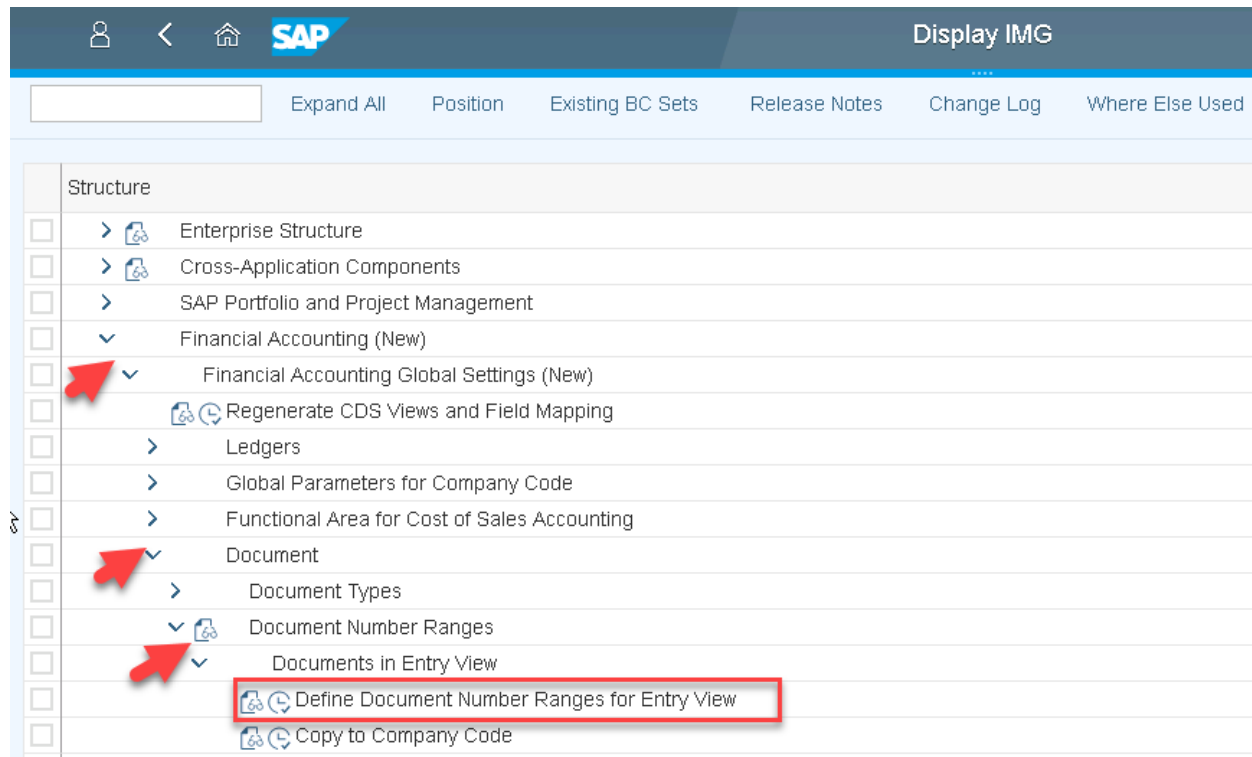 SAP Display IMG
Expand All Position Existing BC Sets Release Notes Change Log Where Else Used
Structure
Enterprise Structure
Cross-Application Components
SAP Portfolio and Project Management
Financial Accounting (New)
Financial Accounting Global Settings (New)
Regenerate CDS Views and Field Mapping
Ledgers
Global Parameters for Company Code
Functional Area for Cost of Sales Accounting
Document
Document Types
Document Number Ranges
Documents in Entry View
Define Document Number Ranges for Entry View
Copy to Company Code